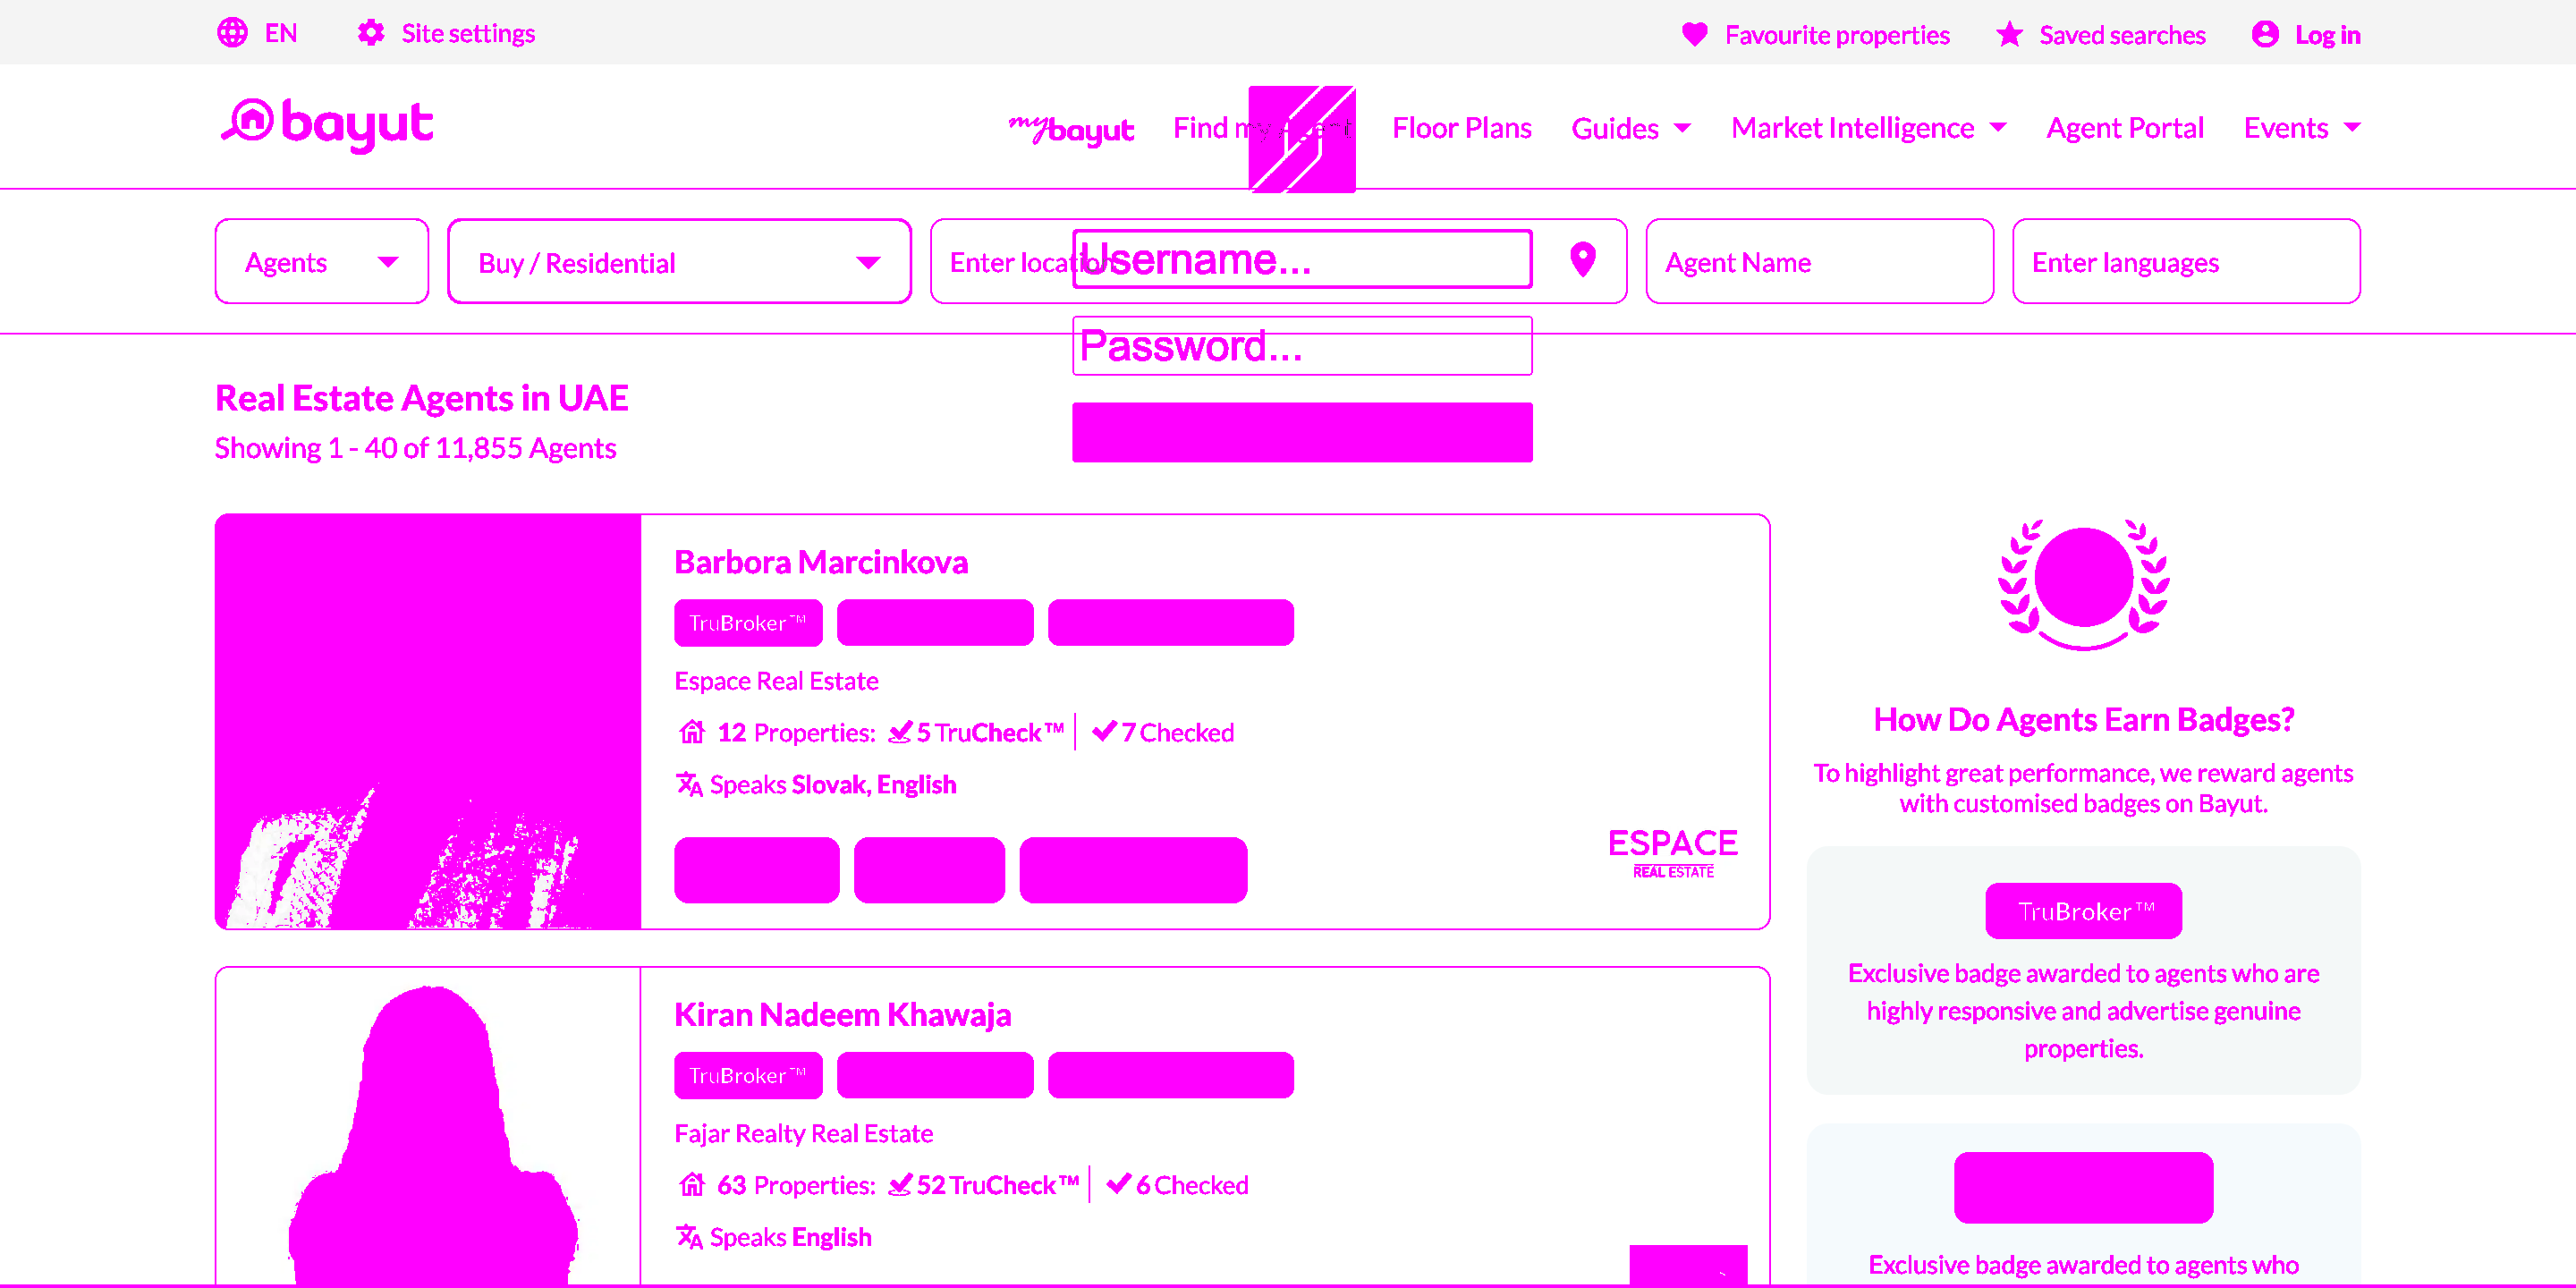 EN Site settings Favourite properties Saved searches Log in
bayut mybayut Find my Agent Floor Plans Guides Market Intelligence Agent Portal Events
Agents Buy / Residential Enter location Agent Name Enter languages
Username...
Password...
Real Estate Agents in UAE
Showing 1 - 40 of 11,855 Agents
Barbora Marcinkova
TruBroker™
Espace Real Estate
12 Properties: 5 TruCheck™ 7 Checked
Speaks Slovak, English
ESPACE
REAL ESTATE
Kiran Nadeem Khawaja
TruBroker™
Fajar Realty Real Estate
63 Properties: 52 TruCheck™ 6 Checked
Speaks English
How Do Agents Earn Badges?
To highlight great performance, we reward agents
with customised badges on Bayut.
TruBroker™
Exclusive badge awarded to agents who are
highly responsive and advertise genuine
properties.
Exclusive badge awarded to agents who